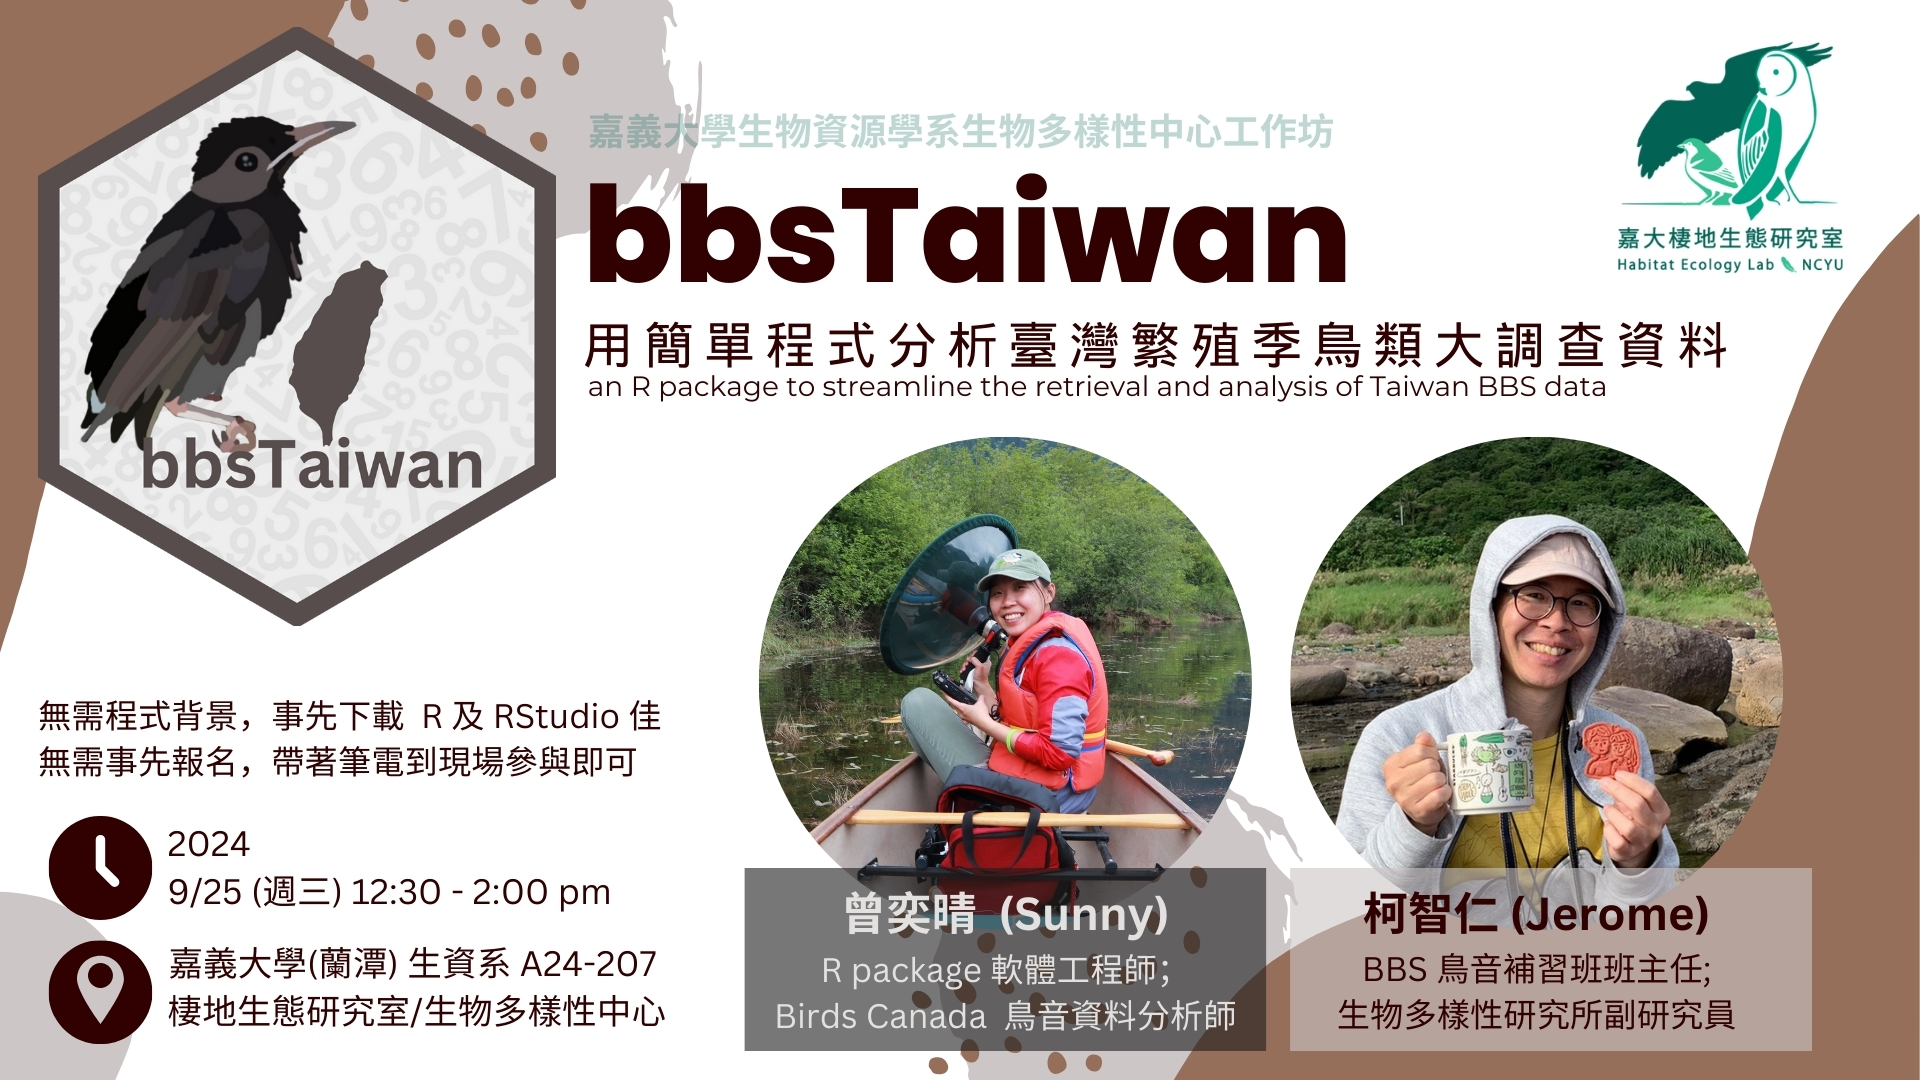 嘉義大學生物資源學系生物多樣性中心工作坊
bbsTaiwan
用簡單程式分析臺灣繁殖季鳥類大調查資料
an R package to streamline the retrieval and analysis of Taiwan BBS data
嘉大棲地生態研究室
Habitat Ecology Lab NCYU
bbsTaiwan
無需程式背景，事先下載 R 及 RStudio 佳
無需事先報名，帶著筆電到現場參與即可
2024
9/25 (週三) 12:30 - 2:00 pm
嘉義大學(蘭潭) 生資系 A24-207
棲地生態研究室/生物多樣性中心
曾奕晴 (Sunny)
R package 軟體工程師；
Birds Canada 鳥音資料分析師
柯智仁 (Jerome)
BBS 鳥音補習班班主任;
生物多樣性研究所副研究員